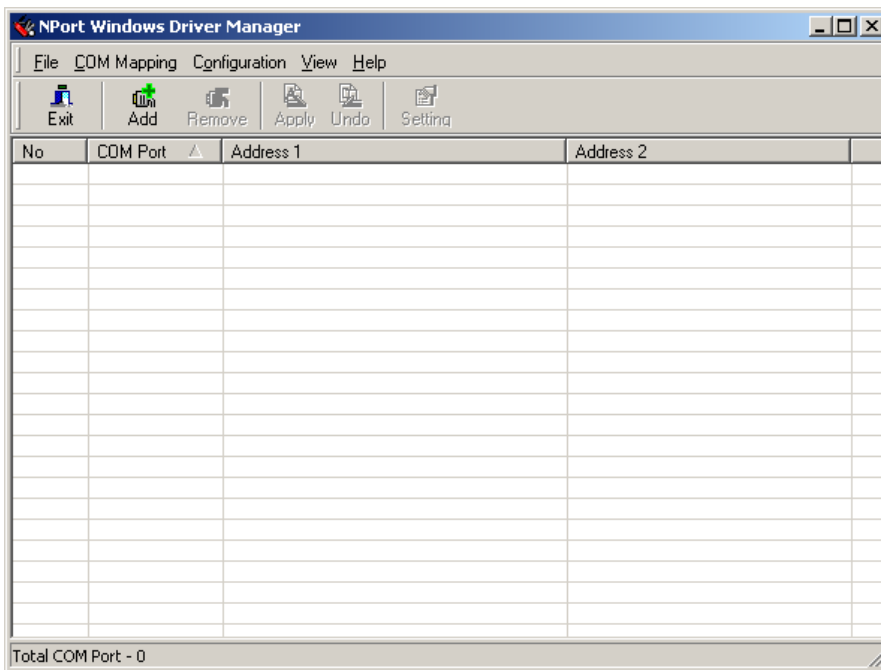 NPort Windows Driver Manager
File COM Mapping Configuration View Help
Exit Add Remove Apply Undo Setting
No COM Port Address 1 Address 2
Total COM Port - 0